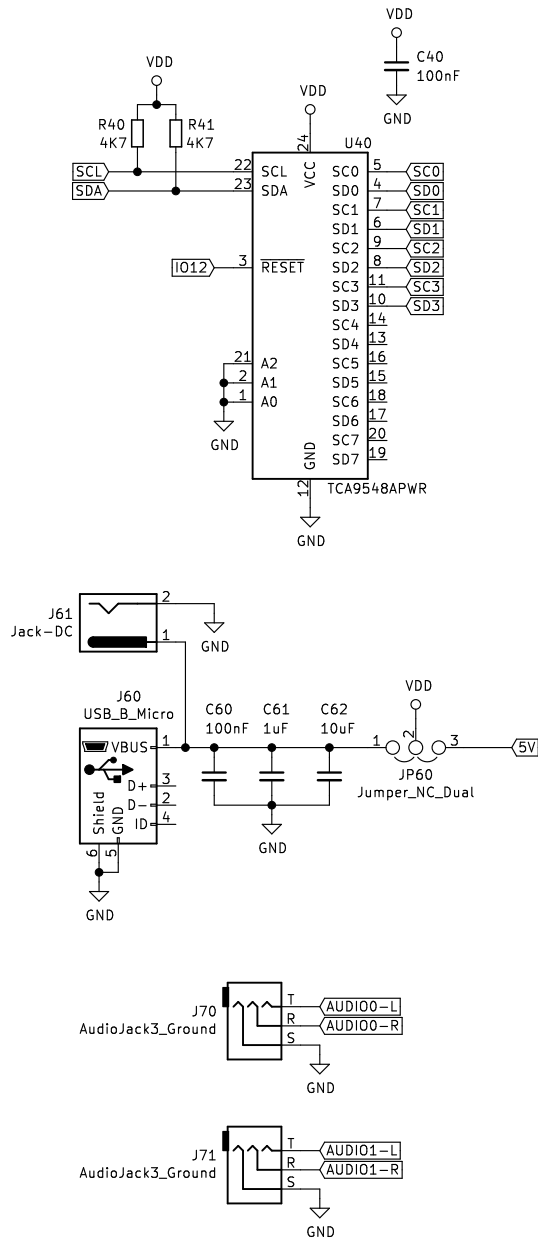 VDD
C40
100nF
GND
VDD
R40
4K7
R41
4K7
VDD
U40
24
VCC
SCL
22
SCL
SC0
5
SC0
SDA
23
SDA
SD0
4
SD0
SC1
7
SC1
SD1
6
SD1
SC2
9
SC2
IO12
3
RESET
SD2
8
SD2
SC3
11
SC3
SD3
10
SD3
SC4
14
SD4
13
21
A2
SC5
16
2
A1
SD5
15
1
A0
SC6
18
SD6
17
GND
SC7
20
SD7
19
GND
12
TCA9548APWR
GND
J61
Jack-DC
2
1
GND
J60
USB_B_Micro
VBUS
1
D+
3
D-
2
ID
4
Shield
GND
6
5
GND
C60
100nF
C61
1uF
C62
10uF
GND
VDD
1
2
3
5V
JP60
Jumper_NC_Dual
J70
AudioJack3_Ground
T
AUDIO0-L
R
AUDIO0-R
S
GND
J71
AudioJack3_Ground
T
AUDIO1-L
R
AUDIO1-R
S
GND